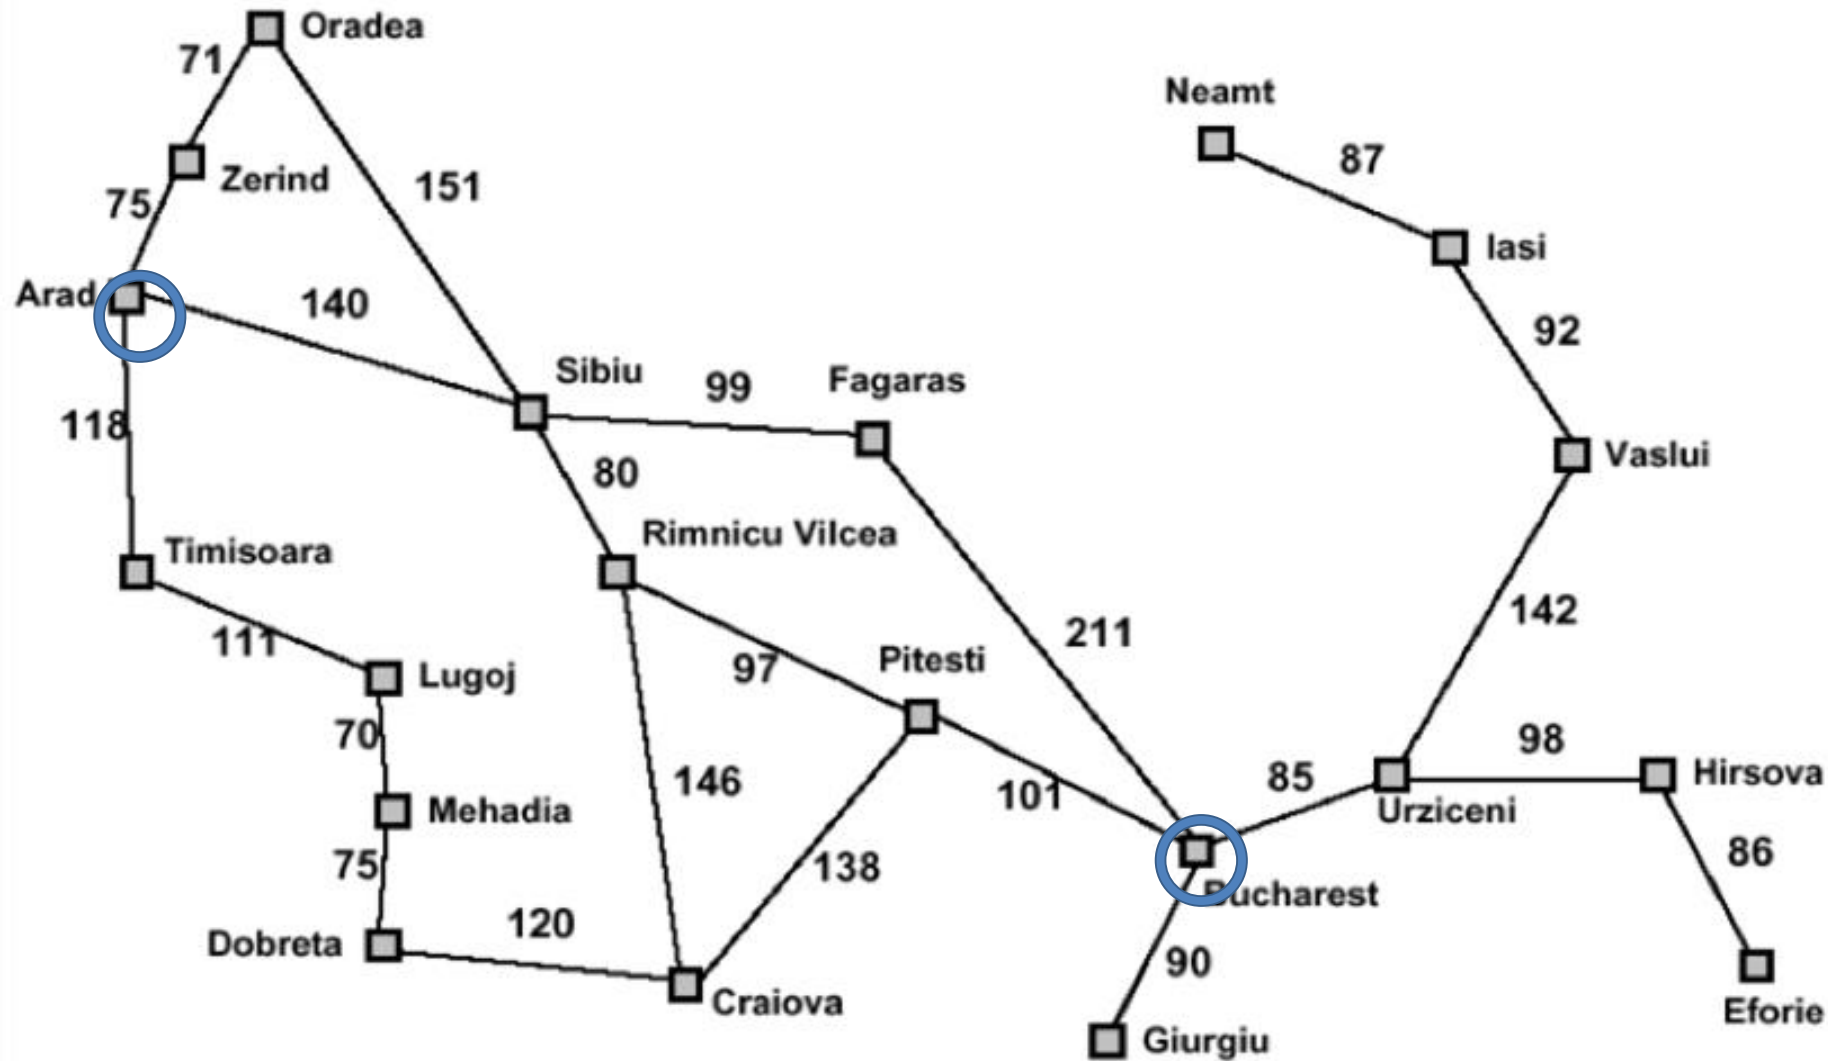 Oradea
71
Neamt
87
Zerind
151
75
Iasi
Arad
140
92
Sibiu
99
Fagaras
118
Vaslui
80
Rimnicu Vilcea
Timisoara
142
211
111
97
Pitesti
Lugoj
70
98
146
85
Hirsova
101
Urziceni
Mehadia
75
138
86
Bucharest
120
Dobreta
90
Craiova
Eforie
Giurgiu